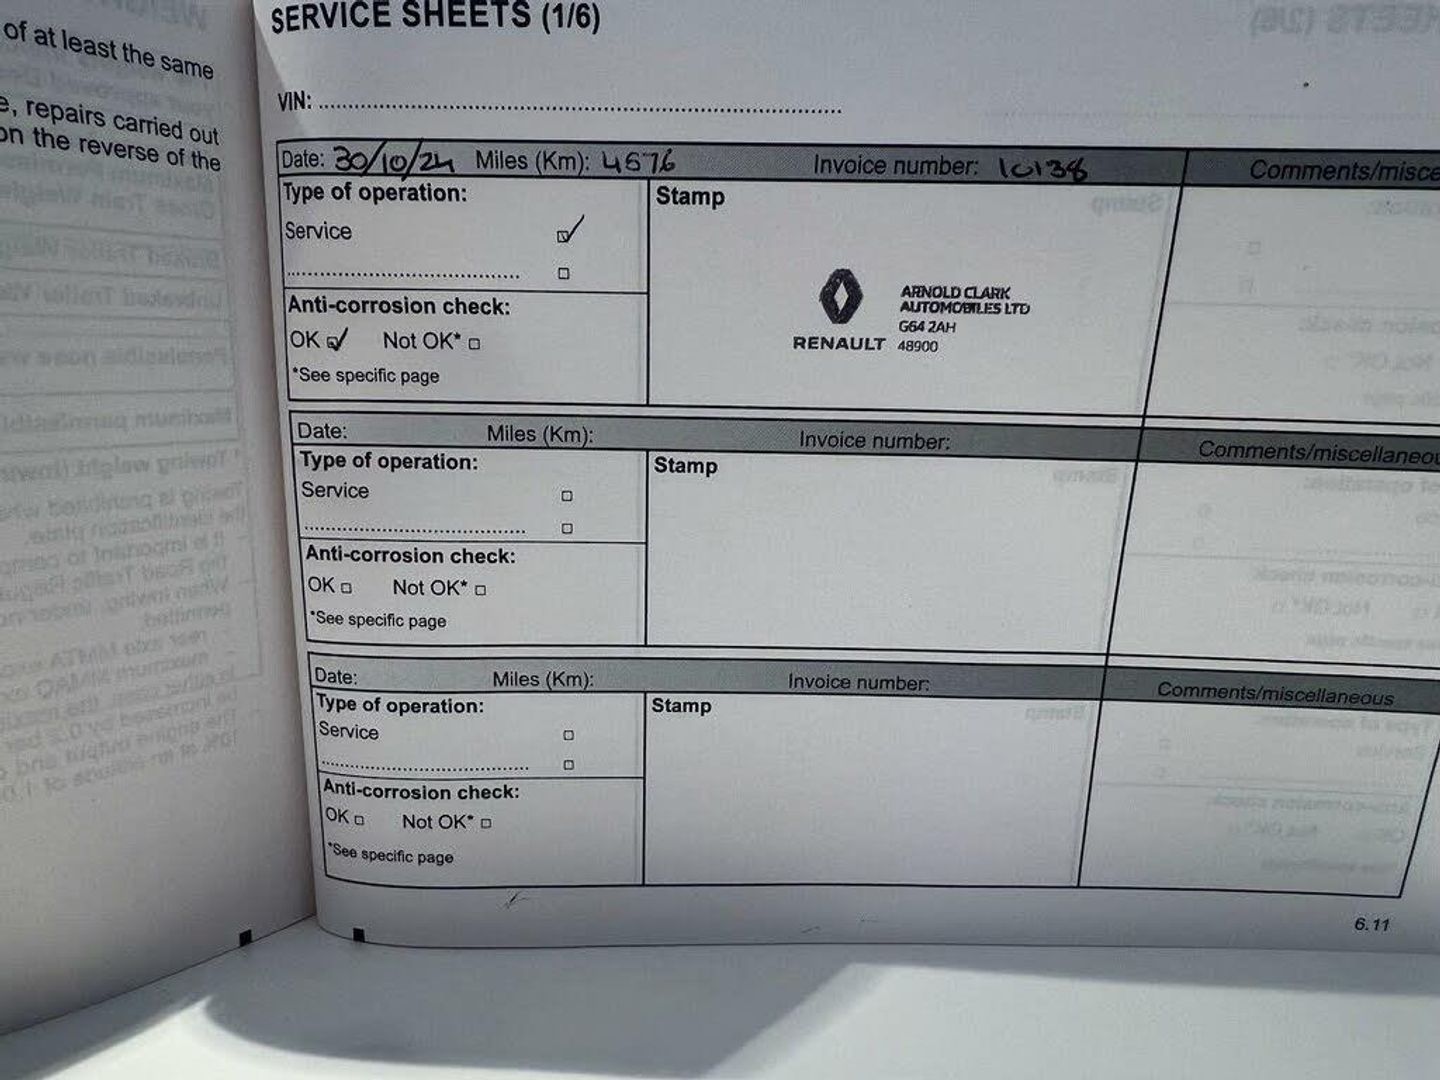 of at least the same
e, repairs carried out
on the reverse of the
SERVICE SHEETS (1/6)
VIN: ..........
Date: 30/10/24 Miles (Km): 4576 Invoice number: 10138 Comments/misce
Type of operation: Stamp
Service
ARNOLD CLARK
AUTOMOBILES LTD
G64 2AH
RENAULT 48900
Anti-corrosion check:
OK Not OK*
*See specific page
Date: Miles (Km): Invoice number: Comments/miscellaneou
Type of operation: Stamp
Service
Anti-corrosion check:
OK Not OK*
*See specific page
Date: Miles (Km): Invoice number: Comments/miscellaneous
Type of operation: Stamp
Service
Anti-corrosion check:
OK Not OK*
*See specific page
6.11